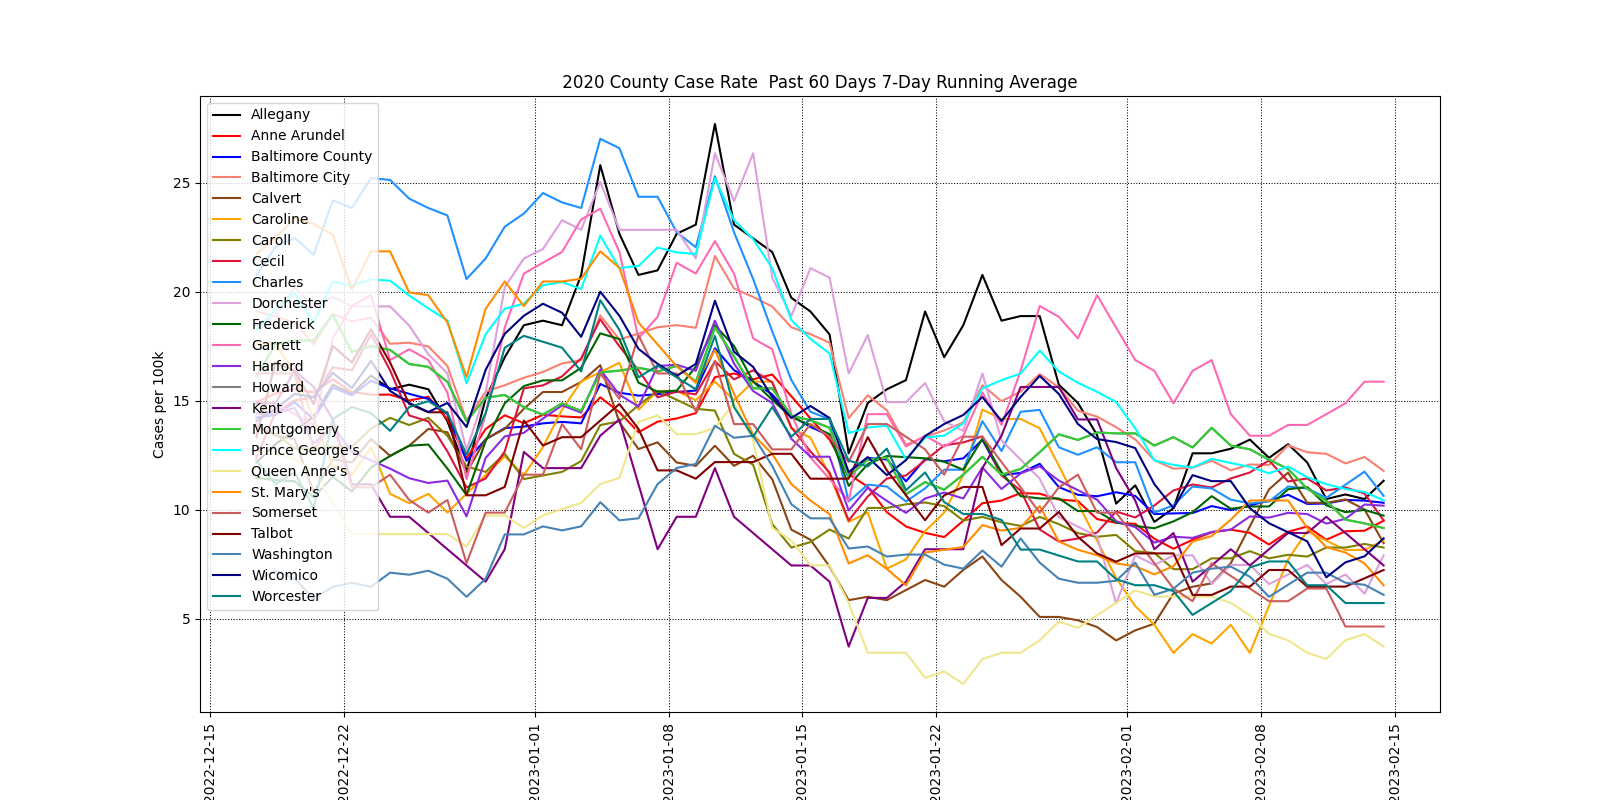 2020 County Case Rate  Past 60 Days 7-Day Running Average
Cases per 100k
25
20
15
10
5
Allegany
Anne Arundel
Baltimore County
Baltimore City
Calvert
Caroline
Caroll
Cecil
Charles
Dorchester
Frederick
Garrett
Harford
Howard
Kent
Montgomery
Prince George's
Queen Anne's
St. Mary's
Somerset
Talbot
Washington
Wicomico
Worcester
2022-12-15
2022-12-22
2023-01-01
2023-01-08
2023-01-15
2023-01-22
2023-02-01
2023-02-08
2023-02-15